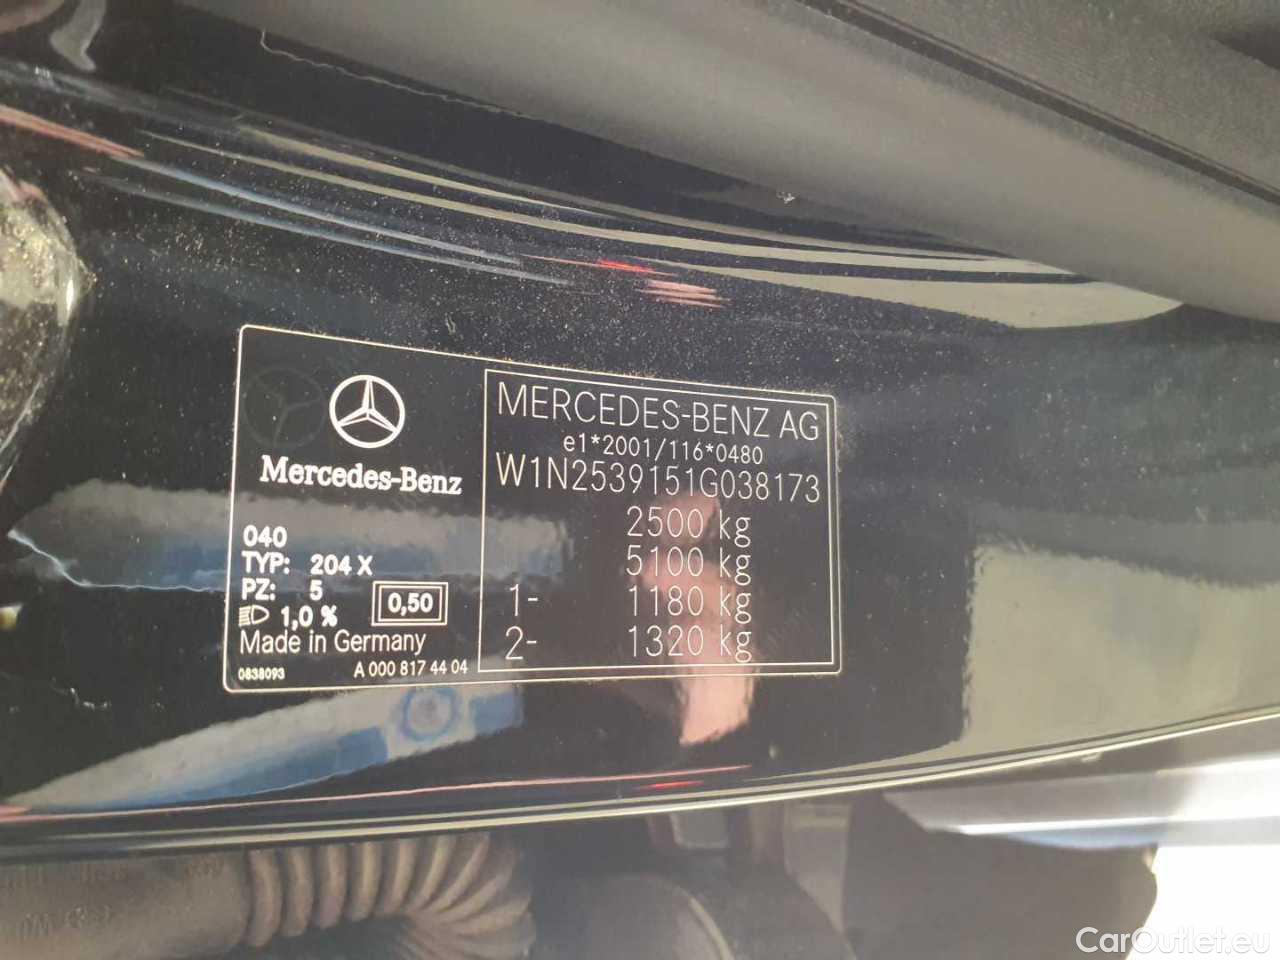 Mercedes-Benz
040
TYP: 204 X
PZ: 5
1,0 %
0,50
Made in Germany
0838093
A 000 817 44 04
MERCEDES-BENZ AG
e1*2001/116*0480
W1N2539151G038173
2500 kg
5100 kg
1- 1180 kg
2- 1320 kg
CarOutlet.eu